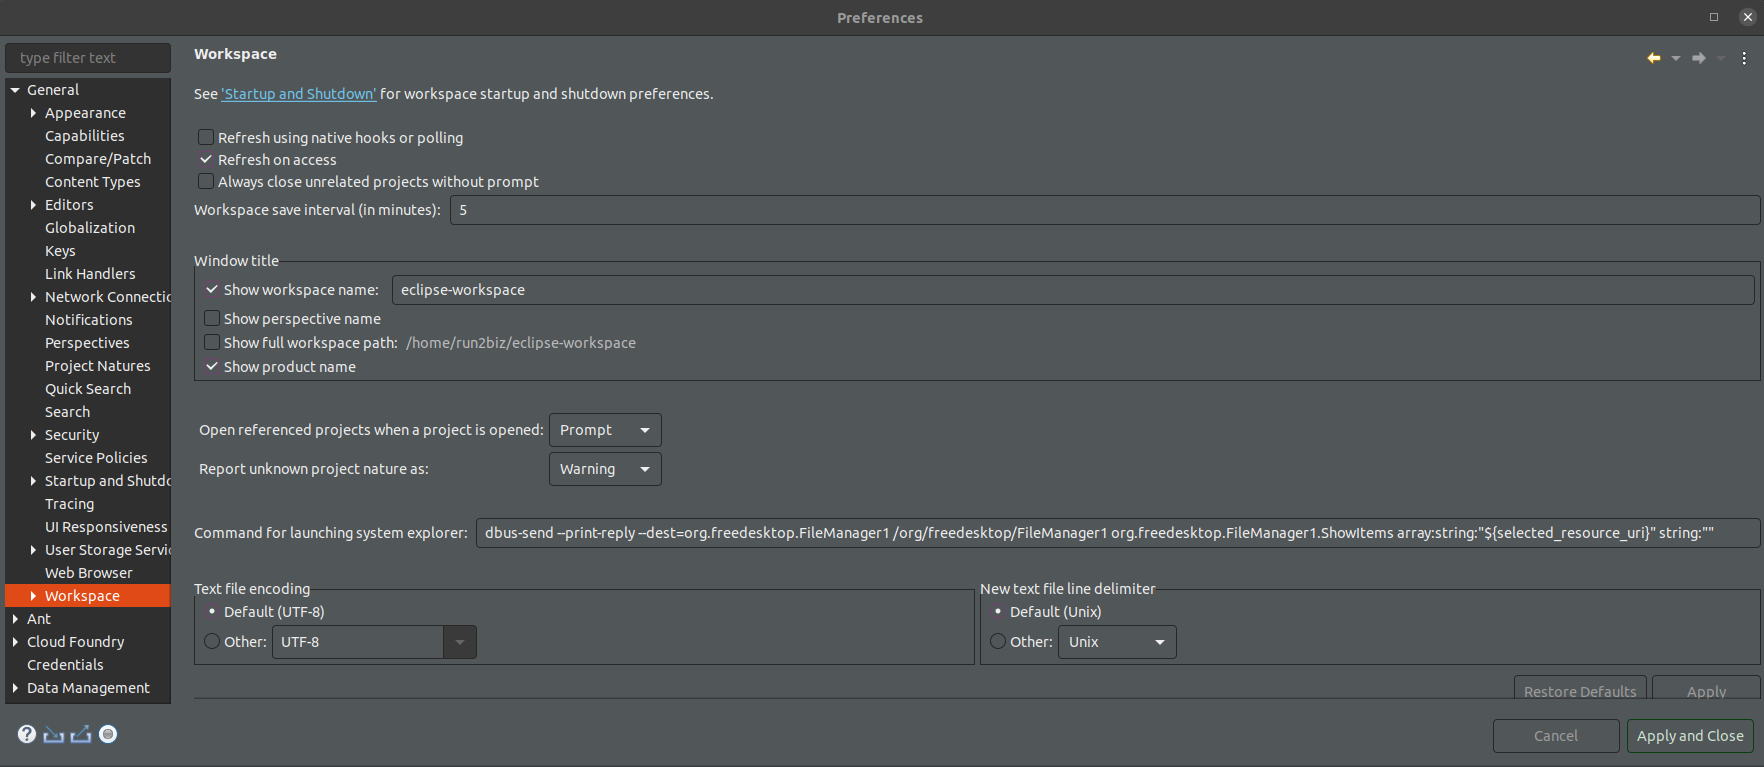 Preferences
type filter text
General
Appearance
Capabilities
Compare/Patch
Content Types
Editors
Globalization
Keys
Link Handlers
Network Connectic
Notifications
Perspectives
Project Natures
Quick Search
Search
Security
Service Policies
Startup and Shutdo
Tracing
UI Responsiveness
User Storage Servic
Web Browser
Workspace
Ant
Cloud Foundry
Credentials
Data Management
Workspace
See 'Startup and Shutdown' for workspace startup and shutdown preferences.
Refresh using native hooks or polling
Refresh on access
Always close unrelated projects without prompt
Workspace save interval (in minutes): 5
Window title
Show workspace name: eclipse-workspace
Show perspective name
Show full workspace path: /home/run2biz/eclipse-workspace
Show product name
Open referenced projects when a project is opened: Prompt
Report unknown project nature as: Warning
Command for launching system explorer: dbus-send --print-reply --dest=org.freedesktop.FileManager1 /org/freedesktop/FileManager1 org.freedesktop.FileManager1.ShowItems array:string:"${selected_resource_uri}" string:""
Text file encoding
Default (UTF-8)
Other: UTF-8
New text file line delimiter
Default (Unix)
Other: Unix
Restore Defaults Apply
Cancel Apply and Close